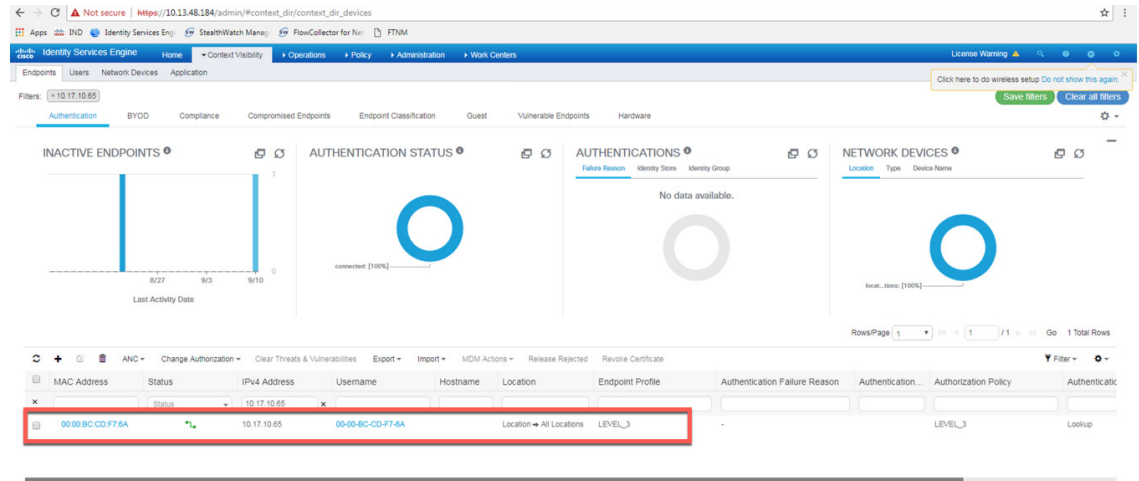 Not secure | https://10.13.48.184/admin/#context_dir/context_dir_devices
Apps IND Identity Services Eng StealthWatch Manag FlowCollector for Net FTNM
cisco Identity Services Engine Home Context Visibility Operations Policy Administration Work Centers License Warning
Endpoints Users Network Devices Application
Click here to do wireless setup Do not show this again.
Filters: × 10.17.10.65 Save filters Clear all filters
Authentication BYOD Compliance Compromised Endpoints Endpoint Classification Guest Vulnerable Endpoints Hardware
INACTIVE ENDPOINTS
1
0
8/27 9/3 9/10
Last Activity Date
AUTHENTICATION STATUS
connected: [100%]
AUTHENTICATIONS
Failure Reason Identity Store Identity Group
No data available.
NETWORK DEVICES
Location Type Device Name
locat...tions: [100%]
Rows/Page 1 1 / 1 Go 1 Total Rows
ANC Change Authorization Clear Threats & Vulnerabilities Export Import MDM Actions Release Rejected Revoke Certificate Filter
MAC Address Status IPv4 Address Username Hostname Location Endpoint Profile Authentication Failure Reason Authentication... Authorization Policy Authenticatic
× Status 10.17.10.65 ×
00:00:BC:CD:F7:6A 10.17.10.65 00-00-BC-CD-F7-6A Location → All Locations LEVEL_3 - LEVEL_3 Lookup